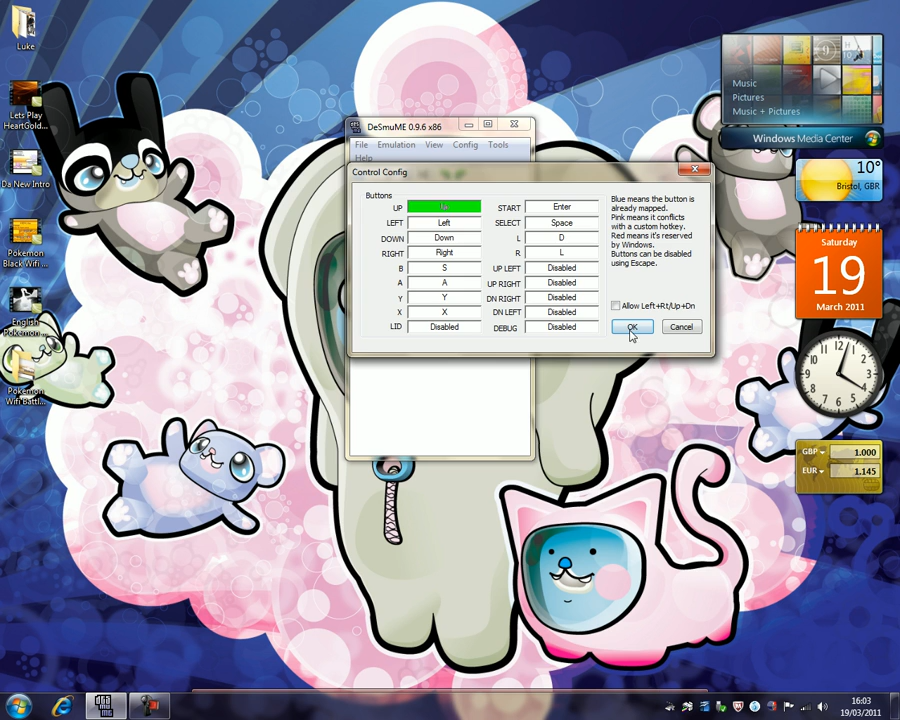 Luke
Lets Play
HeartGold...
Da New Intro
Pokemon
Black Wifi ...
English
Pokemon ...
Pokemon
Wifi Battl...
DeSmuME 0.9.6 x86
File Emulation View Config Tools
Help
Control Config
Buttons
UP
LEFT Left
DOWN Down
RIGHT Right
B S
A A
Y Y
X X
LID Disabled
START Enter
SELECT Space
L D
R L
UP LEFT Disabled
UP RIGHT Disabled
DN RIGHT Disabled
DN LEFT Disabled
DEBUG Disabled
Blue means the button is
already mapped.
Pink means it conflicts
with a custom hotkey.
Red means it's reserved
by Windows.
Buttons can be disabled
using Escape.
Allow Left+Rt/Up+Dn
OK Cancel
Music
Pictures
Music + Pictures
Windows Media Center
10°
Bristol, GBR
Saturday
19
March 2011
GBP 1.000
EUR 1.145
16:03
19/03/2011